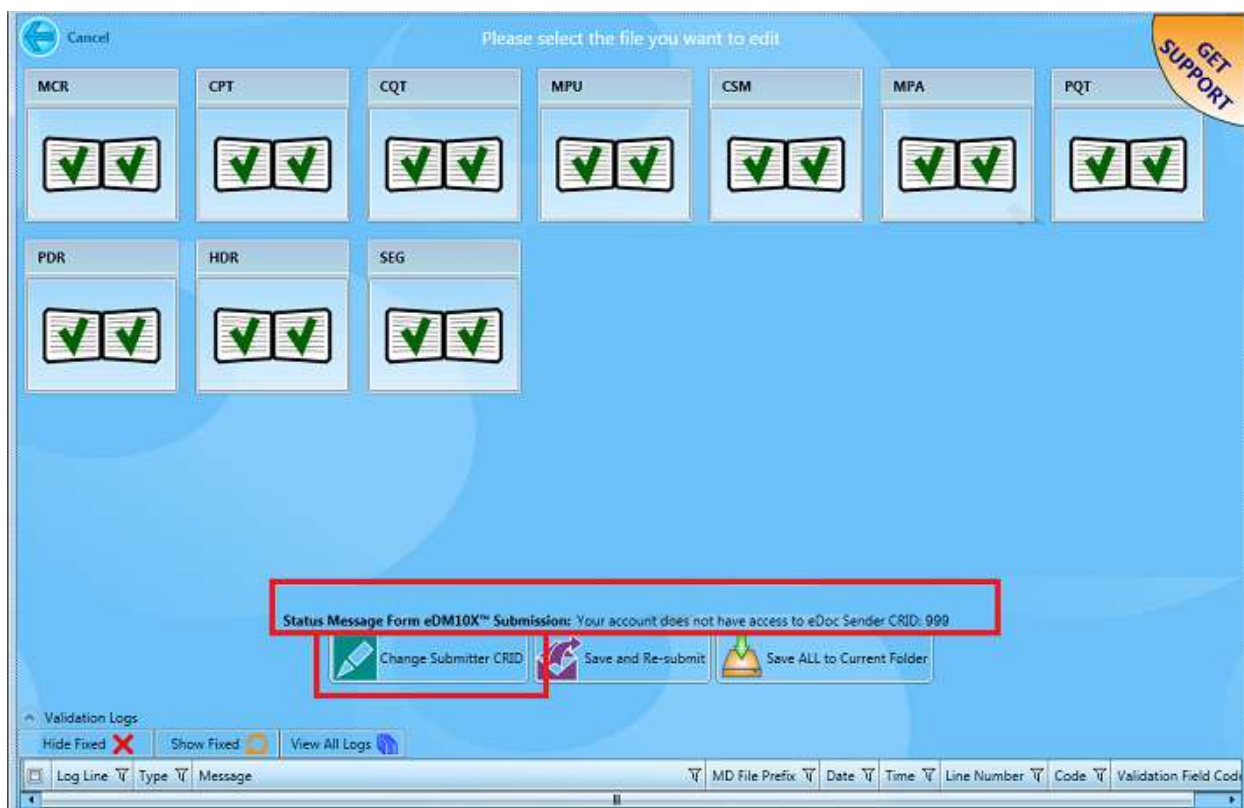 Cancel
Please select the file you want to edit
GET
SUPPORT
MCR
CPT
CQT
MPU
CSM
MPA
PQT
PDR
HDR
SEG
Status Message Form eDM10X™ Submission: Your account does not have access to eDoc Sender CRID: 999
Change Submitter CRID
Save and Re-submit
Save ALL to Current Folder
Validation Logs
Hide Fixed
Show Fixed
View All Logs
Log Line Type Message MD File Prefix Date Time Line Number Code Validation Field Code